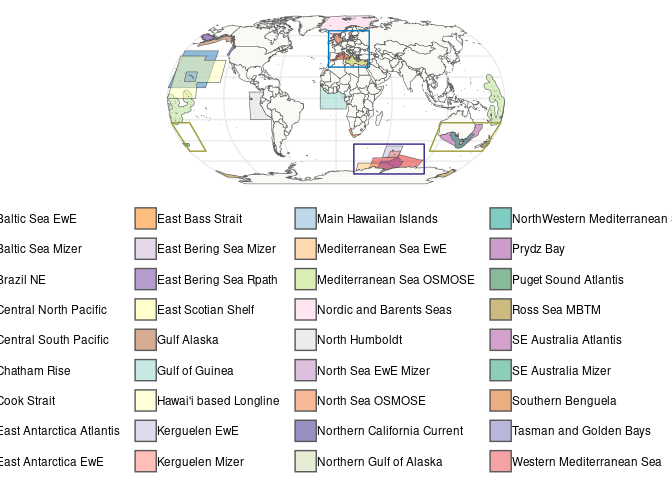 Baltic Sea EwE
East Bass Strait
Main Hawaiian Islands
NorthWestern Mediterranean
Baltic Sea Mizer
East Bering Sea Mizer
Mediterranean Sea EwE
Prydz Bay
Brazil NE
East Bering Sea Rpath
Mediterranean Sea OSMOSE
Puget Sound Atlantis
Central North Pacific
East Scotian Shelf
Nordic and Barents Seas
Ross Sea MBTM
Central South Pacific
Gulf Alaska
North Humboldt
SE Australia Atlantis
Chatham Rise
Gulf of Guinea
North Sea EwE Mizer
SE Australia Mizer
Cook Strait
Hawai'i based Longline
North Sea OSMOSE
Southern Benguela
East Antarctica Atlantis
Kerguelen EwE
Northern California Current
Tasman and Golden Bays
East Antarctica EwE
Kerguelen Mizer
Northern Gulf of Alaska
Western Mediterranean Sea